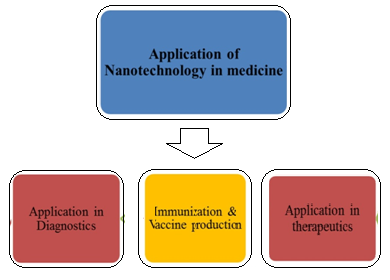 Application of
Nanotechnology in medicine
Application in
Diagnostics
Immunization &
Vaccine production
Application in
therapeutics